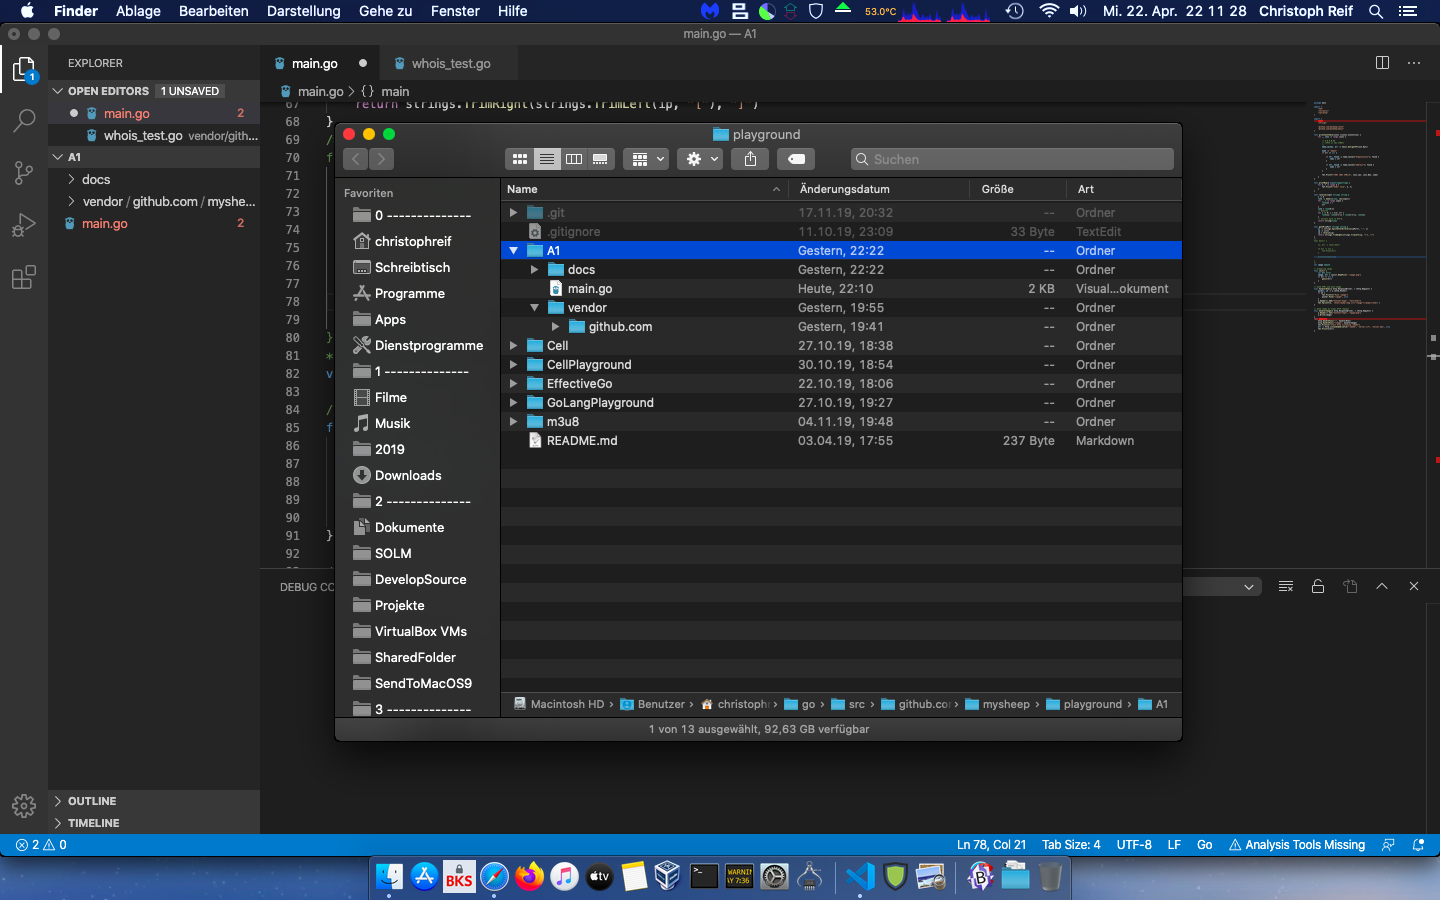 Finder Ablage Bearbeiten Darstellung Gehe zu Fenster Hilfe 53.0°C Mi. 22. Apr. 22 11 28 Christoph Reif
main.go — A1
EXPLORER
OPEN EDITORS 1 UNSAVED
main.go 2
whois_test.go vendor/gith...
A1
docs
vendor / github.com / myshee...
main.go 2
OUTLINE
TIMELINE
main.go
whois_test.go
main.go > {} main
67 return strings.TrimRight(strings.TrimLeft(ip, "["), "]")
68 }
69 /
70 f
71
72
73
74
75
76
77
78
79
80 }
81 *
82 v
83
84 /
85 f
86
87
88
89
90
91 }
92
DEBUG CO
playground
Suchen
Favoriten
0 --------------
christophreif
Schreibtisch
Programme
Apps
Dienstprogramme
1 --------------
Filme
Musik
2019
Downloads
2 --------------
Dokumente
SOLM
DevelopSource
Projekte
VirtualBox VMs
SharedFolder
SendToMacOS9
3 --------------
Name Änderungsdatum Größe Art
.git 17.11.19, 20:32 -- Ordner
.gitignore 11.10.19, 23:09 33 Byte TextEdit
A1 Gestern, 22:22 -- Ordner
docs Gestern, 22:22 -- Ordner
main.go Heute, 22:10 2 KB Visual...okument
vendor Gestern, 19:55 -- Ordner
github.com Gestern, 19:41 -- Ordner
Cell 27.10.19, 18:38 -- Ordner
CellPlayground 30.10.19, 18:54 -- Ordner
EffectiveGo 22.10.19, 18:06 -- Ordner
GoLangPlayground 27.10.19, 19:27 -- Ordner
m3u8 04.11.19, 19:48 -- Ordner
README.md 03.04.19, 17:55 237 Byte Markdown
Macintosh HD › Benutzer › christophr › go › src › github.co › mysheep › playground › A1
1 von 13 ausgewählt, 92,63 GB verfügbar
2 0 Ln 78, Col 21 Tab Size: 4 UTF-8 LF Go Analysis Tools Missing
BKS
tv
WARNIN